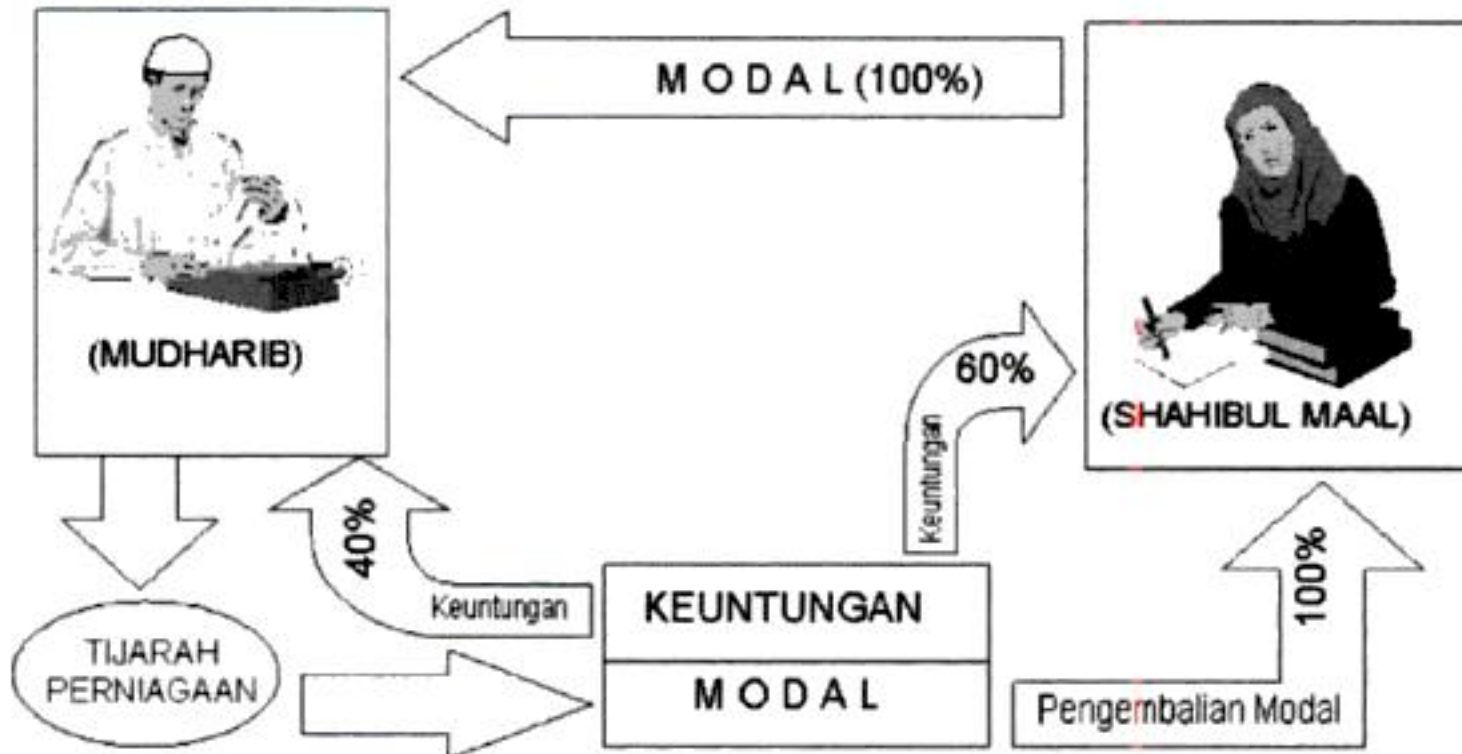 M O D A L (100%)
(MUDHARIB)
(SHAHIBUL MAAL)
60%
Keuntungan
40%
Keuntungan
KEUNTUNGAN
M O D A L
TIJARAH
PERNIAGAAN
100%
Pengembalian Modal